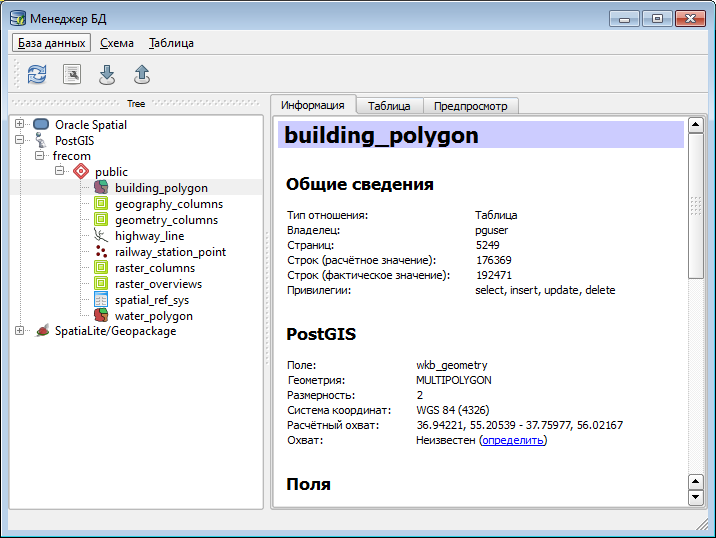 Менеджер БД
База данных Схема Таблица
Tree
Oracle Spatial
PostGIS
frecom
public
building_polygon
geography_columns
geometry_columns
highway_line
railway_station_point
raster_columns
raster_overviews
spatial_ref_sys
water_polygon
SpatiaLite/Geopackage
Информация Таблица Предпросмотр
building_polygon
Общие сведения
Тип отношения: Таблица
Владелец: pguser
Страниц: 5249
Строк (расчётное значение): 176369
Строк (фактическое значение): 192471
Привилегии: select, insert, update, delete
PostGIS
Поле: wkb_geometry
Геометрия: MULTIPOLYGON
Размерность: 2
Система координат: WGS 84 (4326)
Расчётный охват: 36.94221, 55.20539 - 37.75977, 56.02167
Охват: Неизвестен (определить)
Поля